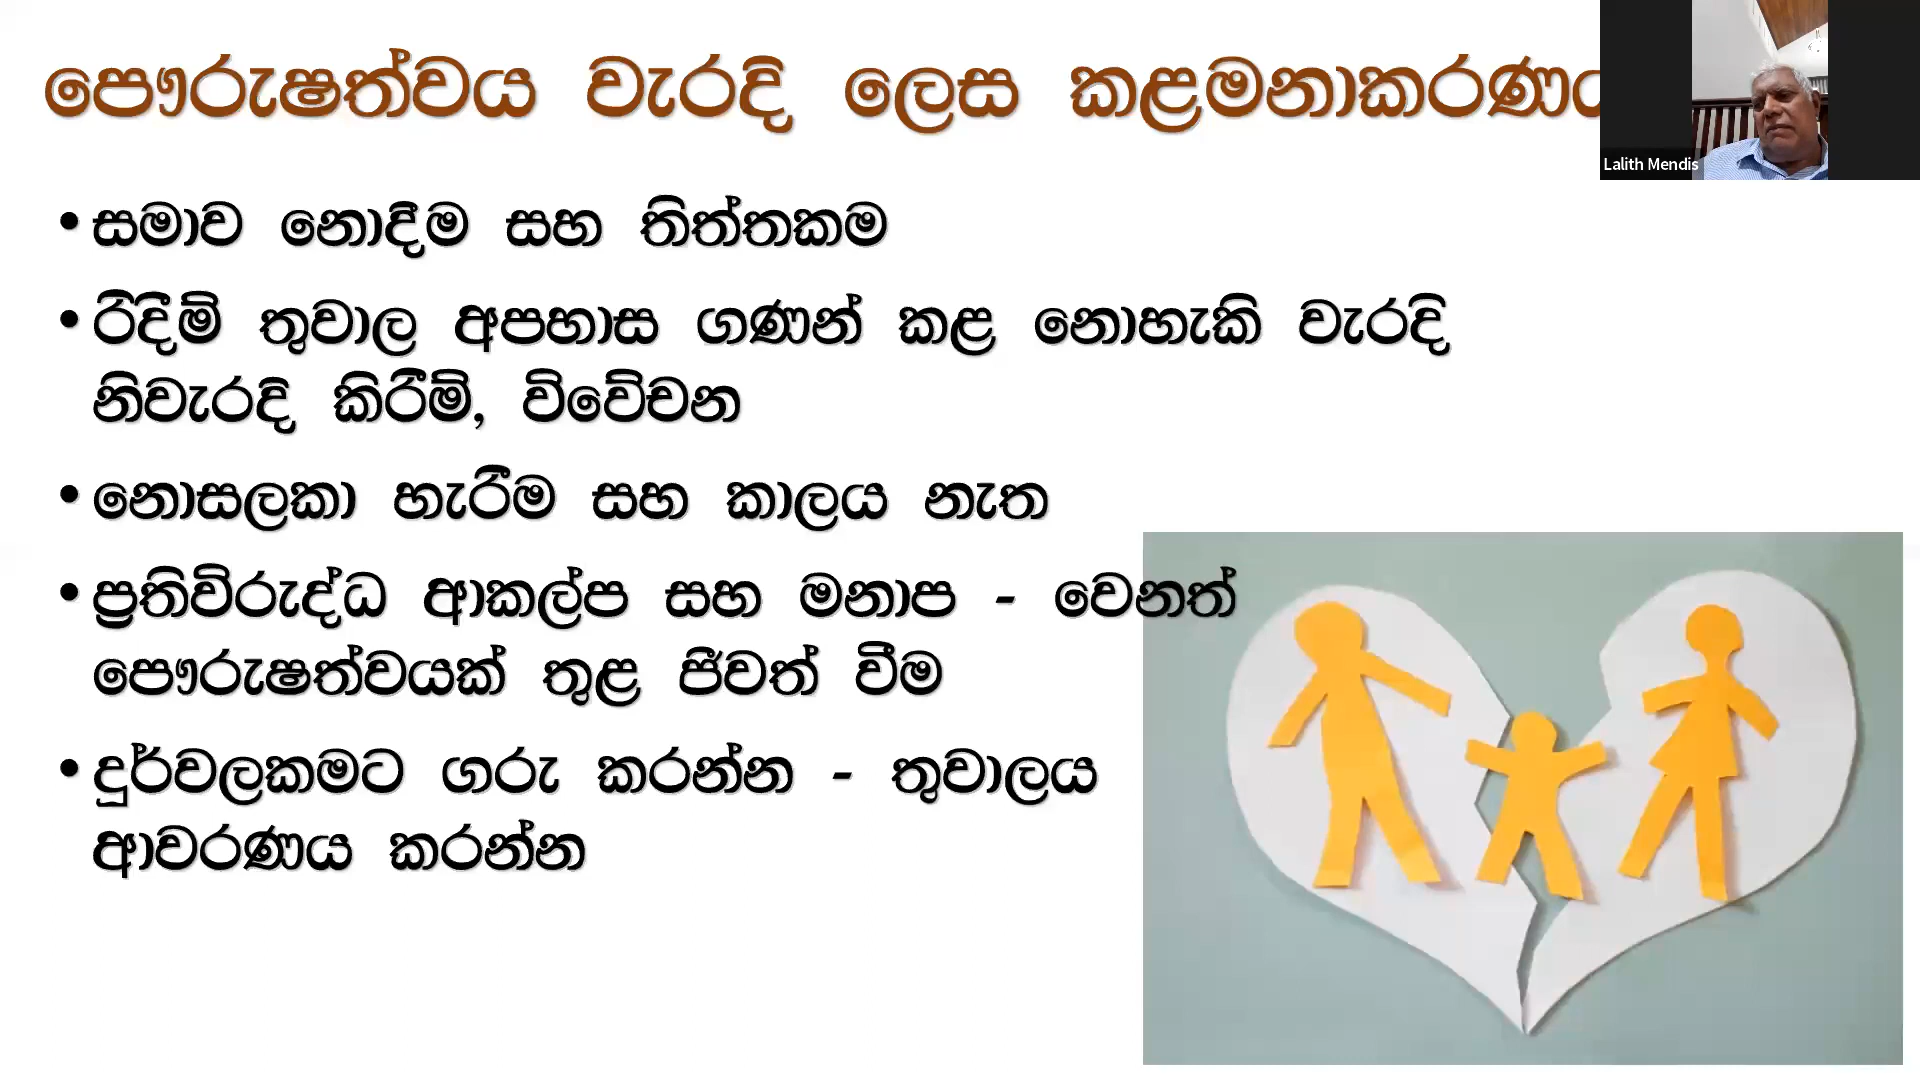 පෞරුෂත්වය වැරදි ලෙස කළමනාකරණය
Lalith Mendis
• සමාව නොදීම සහ තිත්තකම
• රිදීම් තුවාල අපහාස ගණන් කළ නොහැකි වැරදි
නිවැරදි කිරීම්, විවේචන
• නොසලකා හැරීම සහ කාලය නැත
• ප්‍රතිවිරුද්ධ ආකල්ප සහ මනාප - වෙනත්
පෞරුෂත්වයක් තුළ ජීවත් වීම
• දුර්වලකමට ගරු කරන්න - තුවාලය
ආවරණය කරන්න